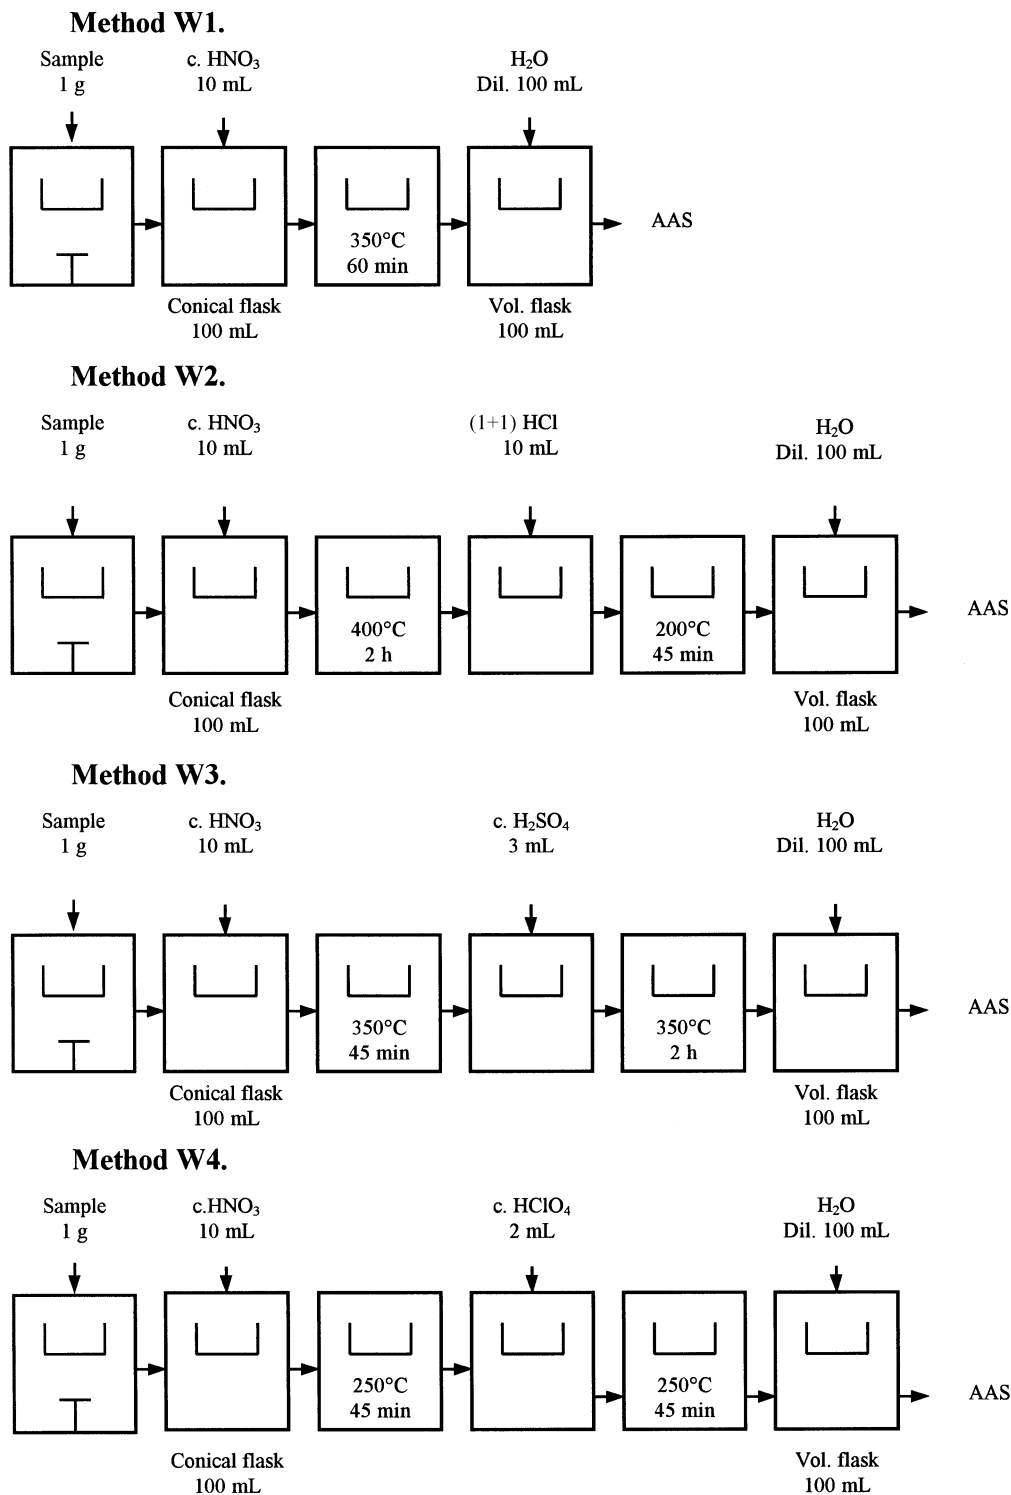 Method W1.
Sample
1 g
c. HNO₃
10 mL
H₂O
Dil. 100 mL
350°C
60 min
AAS
Conical flask
100 mL
Vol. flask
100 mL
Method W2.
Sample
1 g
c. HNO₃
10 mL
(1+1) HCl
10 mL
H₂O
Dil. 100 mL
400°C
2 h
200°C
45 min
AAS
Conical flask
100 mL
Vol. flask
100 mL
Method W3.
Sample
1 g
c. HNO₃
10 mL
c. H₂SO₄
3 mL
H₂O
Dil. 100 mL
350°C
45 min
350°C
2 h
AAS
Conical flask
100 mL
Vol. flask
100 mL
Method W4.
Sample
1 g
c.HNO₃
10 mL
c. HClO₄
2 mL
H₂O
Dil. 100 mL
250°C
45 min
250°C
45 min
AAS
Conical flask
100 mL
Vol. flask
100 mL